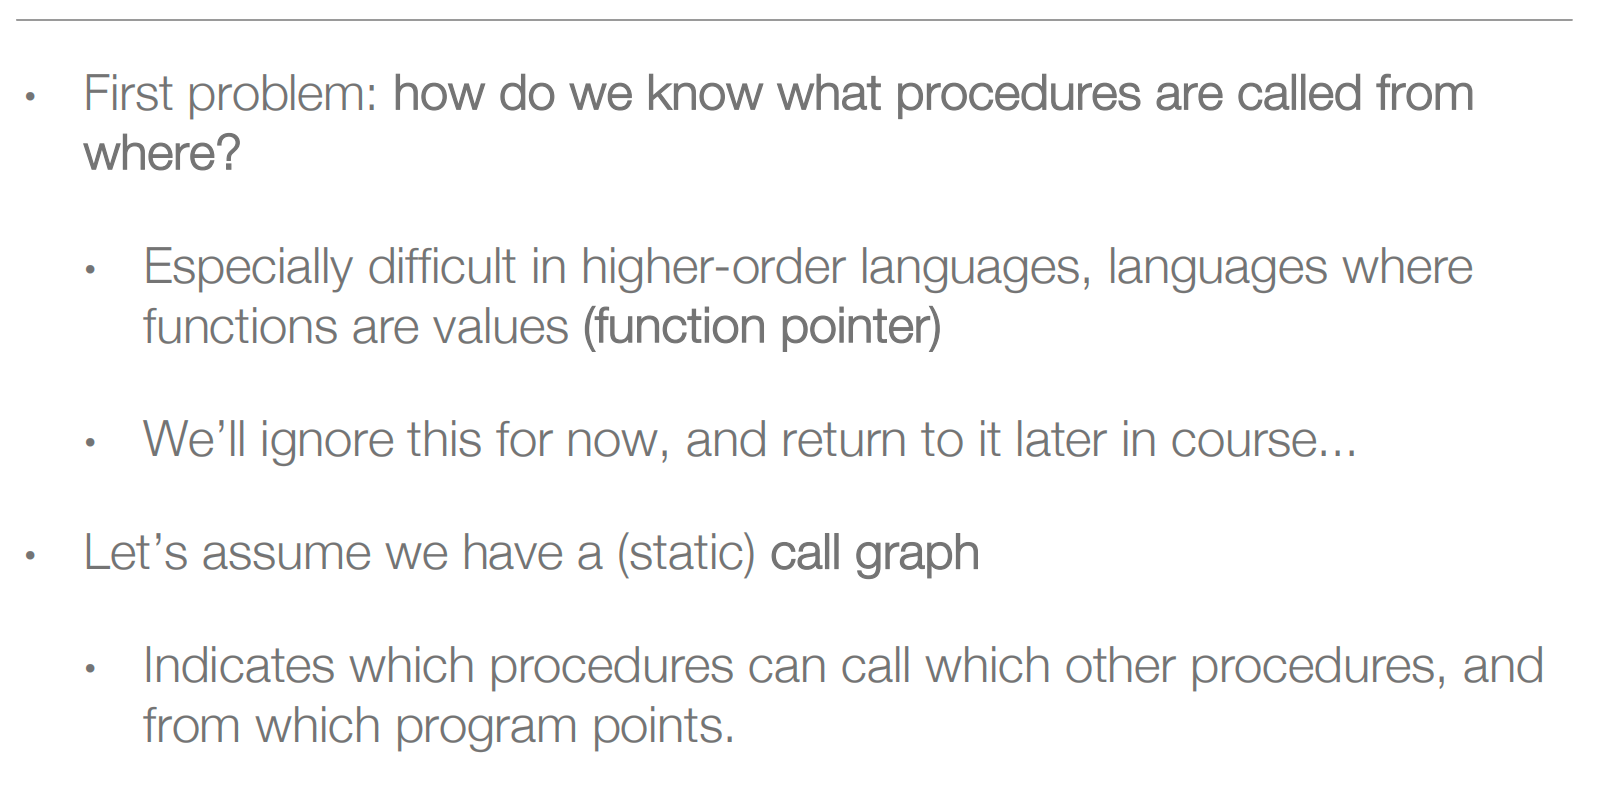 • First problem: how do we know what procedures are called from
where?
• Especially difficult in higher-order languages, languages where
functions are values (function pointer)
• We’ll ignore this for now, and return to it later in course...
• Let’s assume we have a (static) call graph
• Indicates which procedures can call which other procedures, and
from which program points.